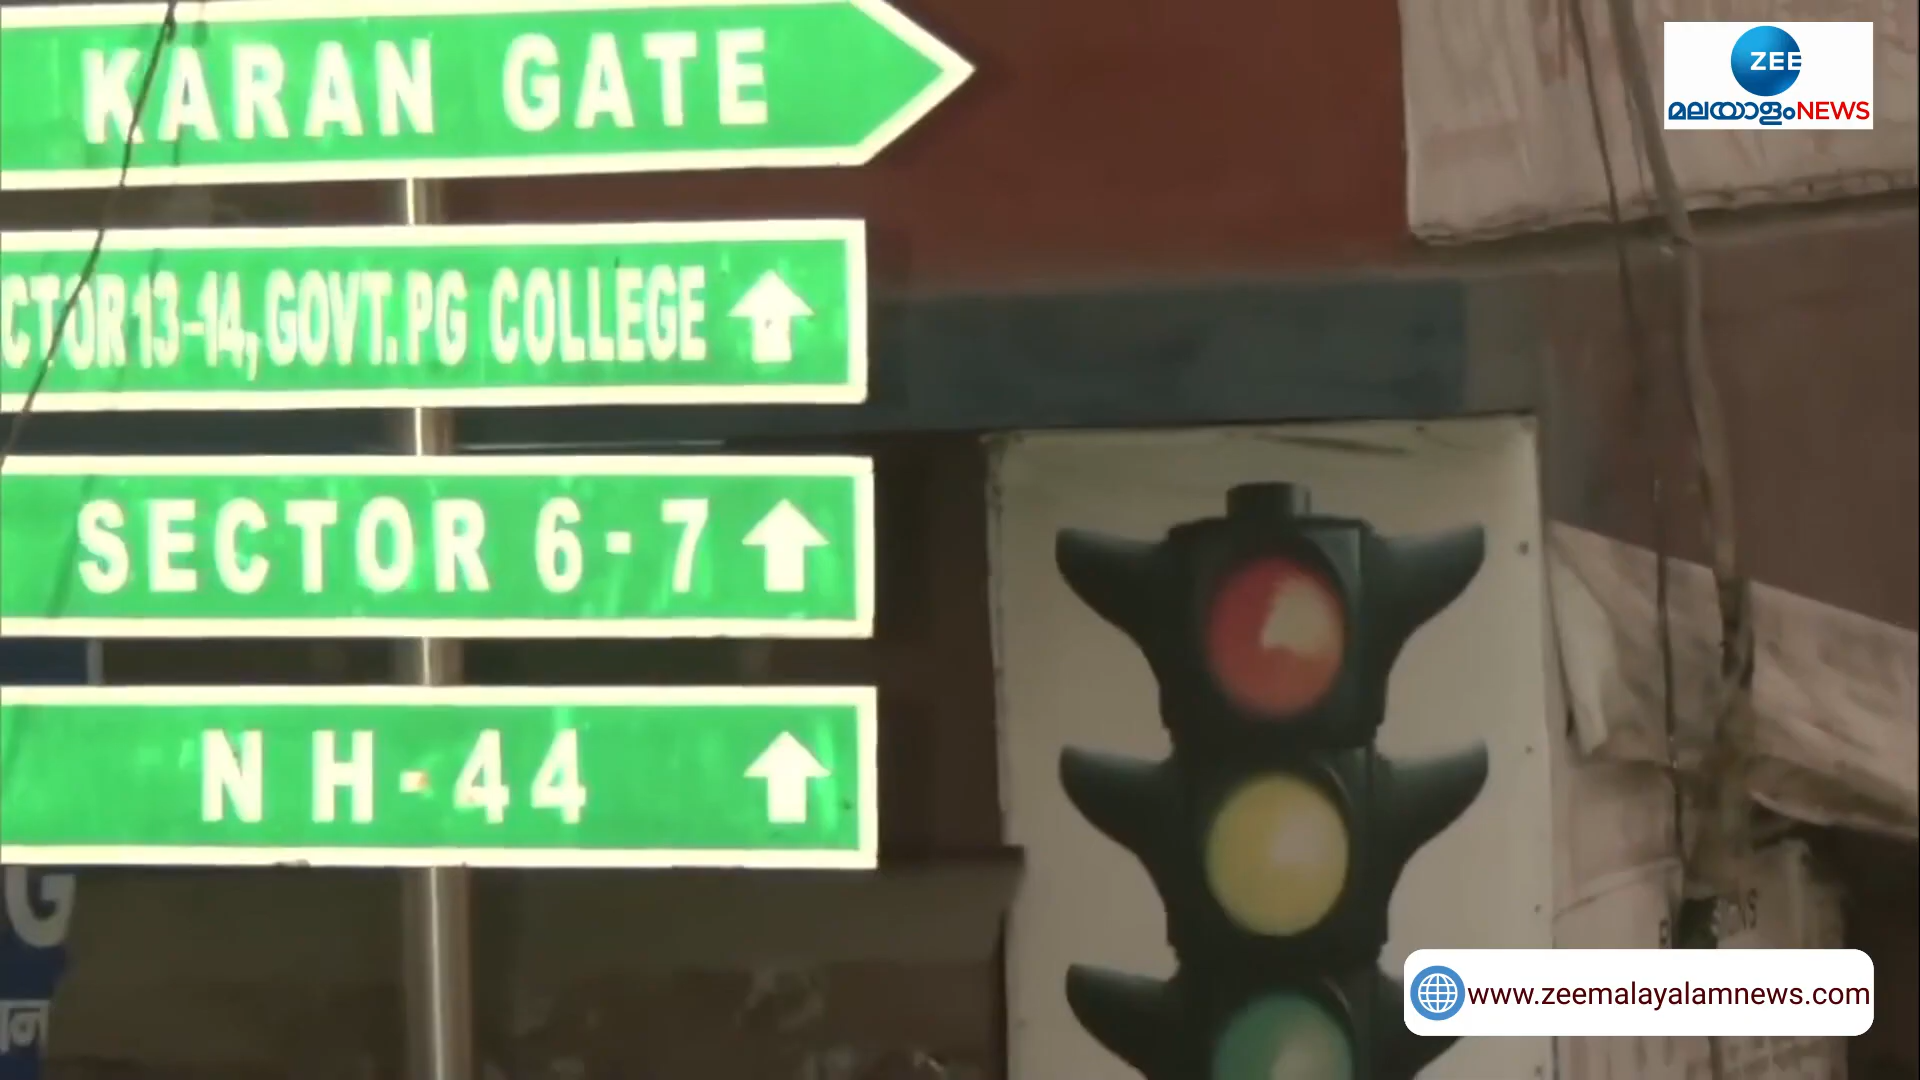 KARAN GATE
ZEE
മലയാളംNEWS
CTOR 13-14, GOVT. PG COLLEGE
SECTOR 6-7
NH-44
G
www.zeemalayalamnews.com